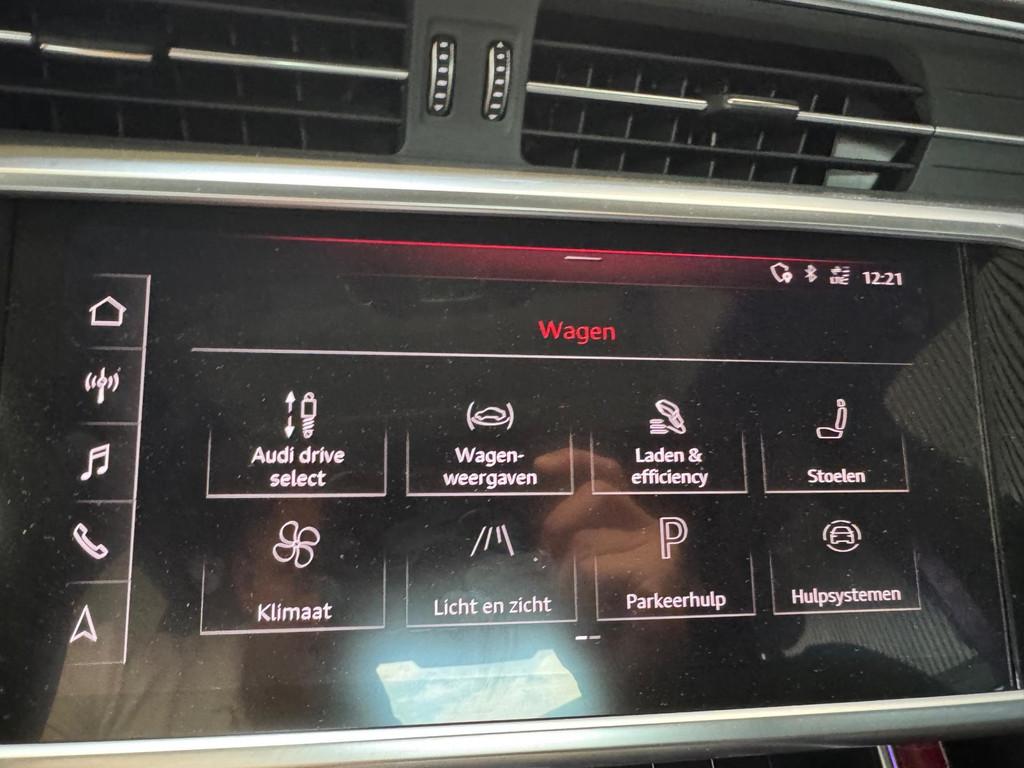 12:21
Wagen
Audi drive
select
Wagen-
weergaven
Laden &
efficiency
Stoelen
Klimaat
Licht en zicht
P
Parkeerhulp
Hulpsystemen